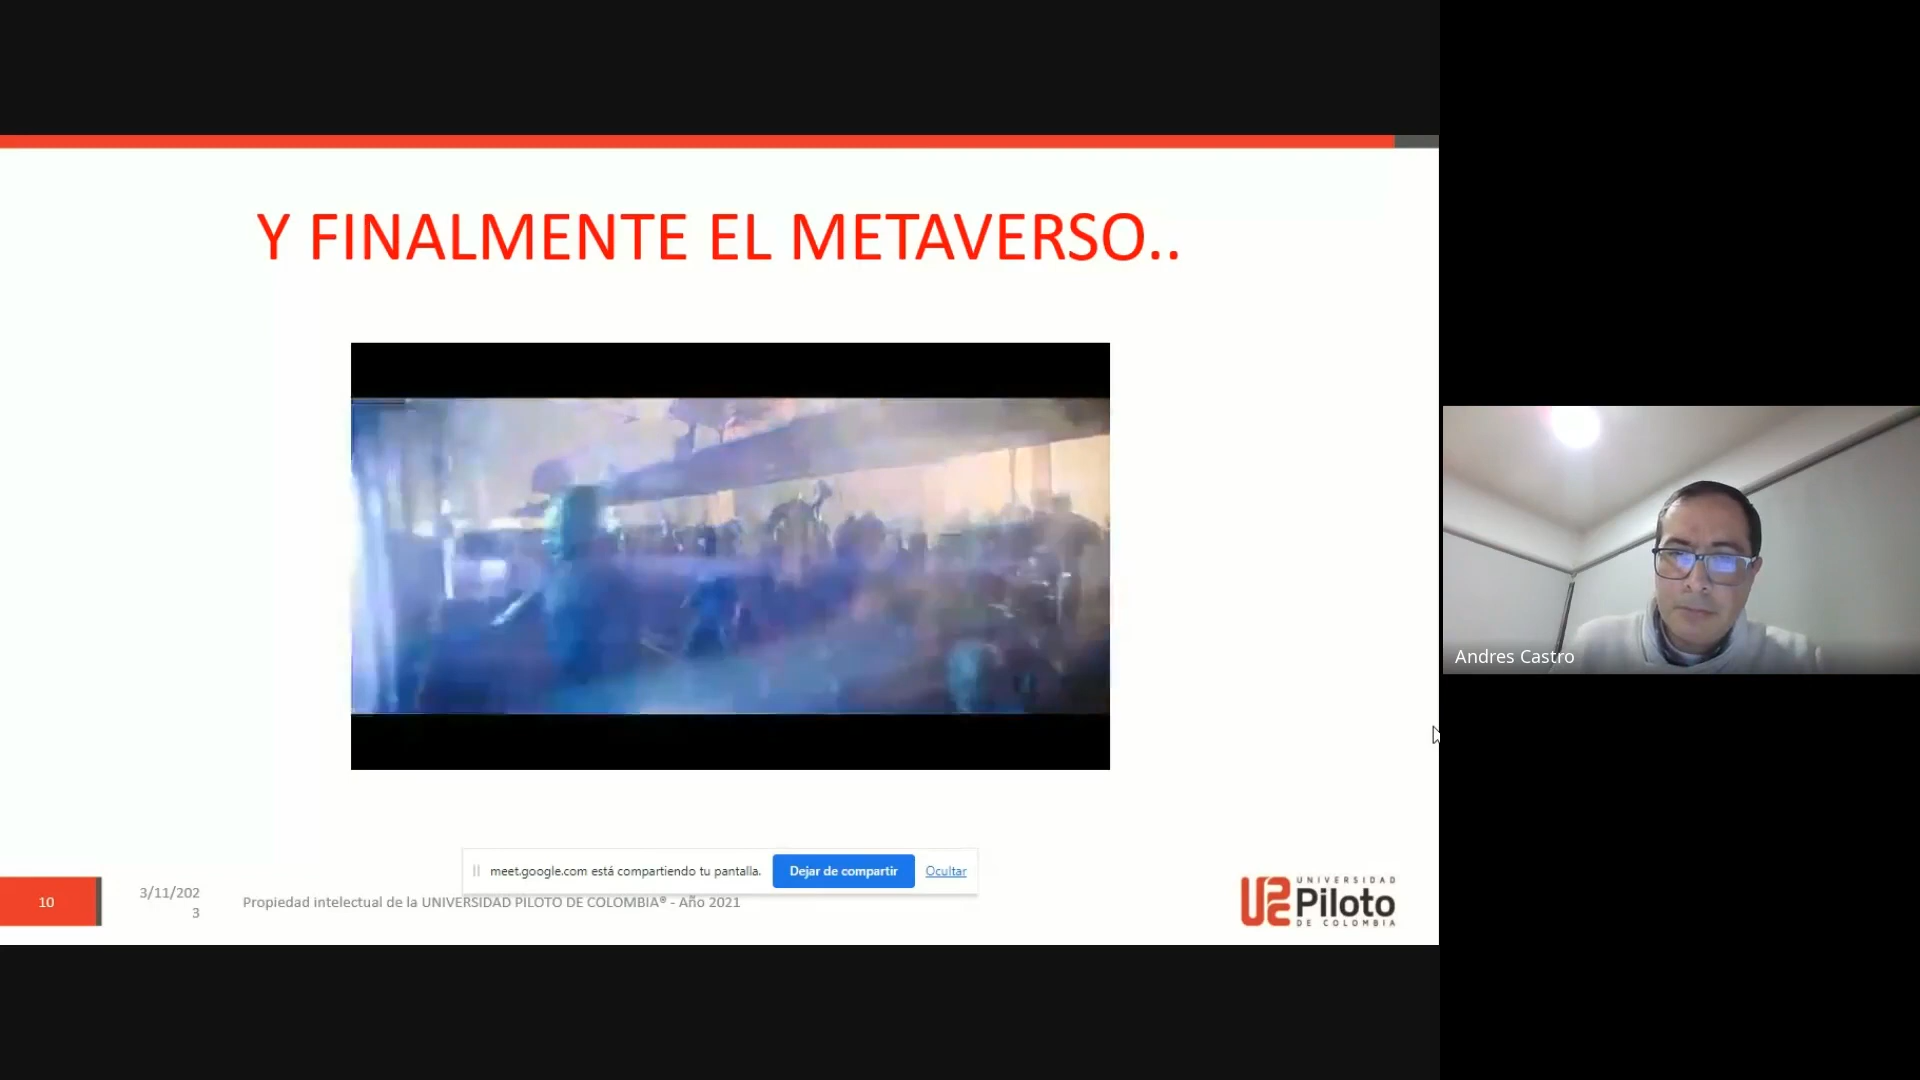 Y FINALMENTE EL METAVERSO..
Andres Castro
meet.google.com está compartiendo tu pantalla.
Dejar de compartir
Ocultar
10
3/11/202
3
Propiedad intelectual de la UNIVERSIDAD PILOTO DE COLOMBIA® - Año 2021
UNIVERSIDAD
Piloto
DE COLOMBIA